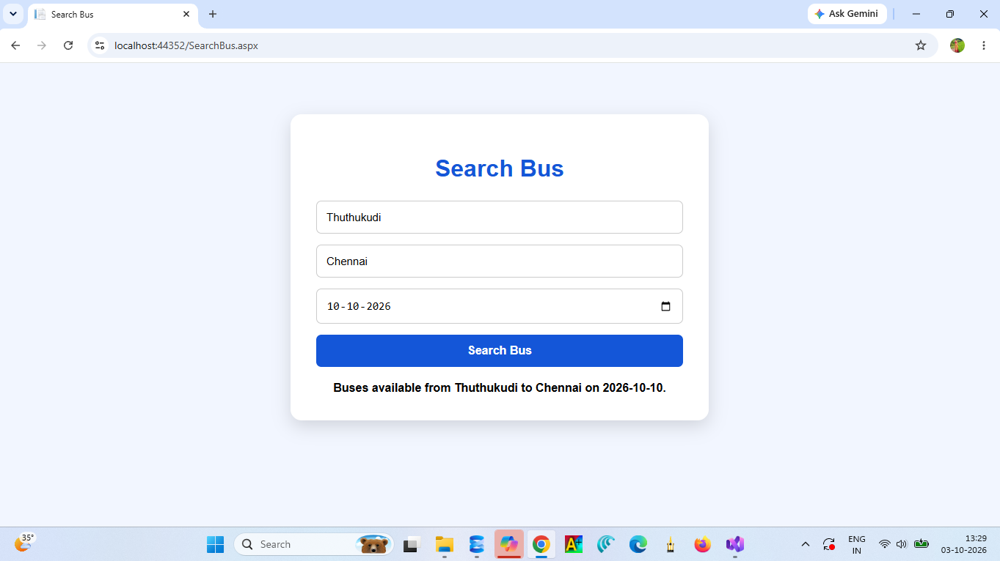 Search Bus
Ask Gemini
localhost:44352/SearchBus.aspx
Search Bus
Thuthukudi
Chennai
10-10-2026
Search Bus
Buses available from Thuthukudi to Chennai on 2026-10-10.
35°
Search
A+
ENG
IN
13:29
03-10-2026